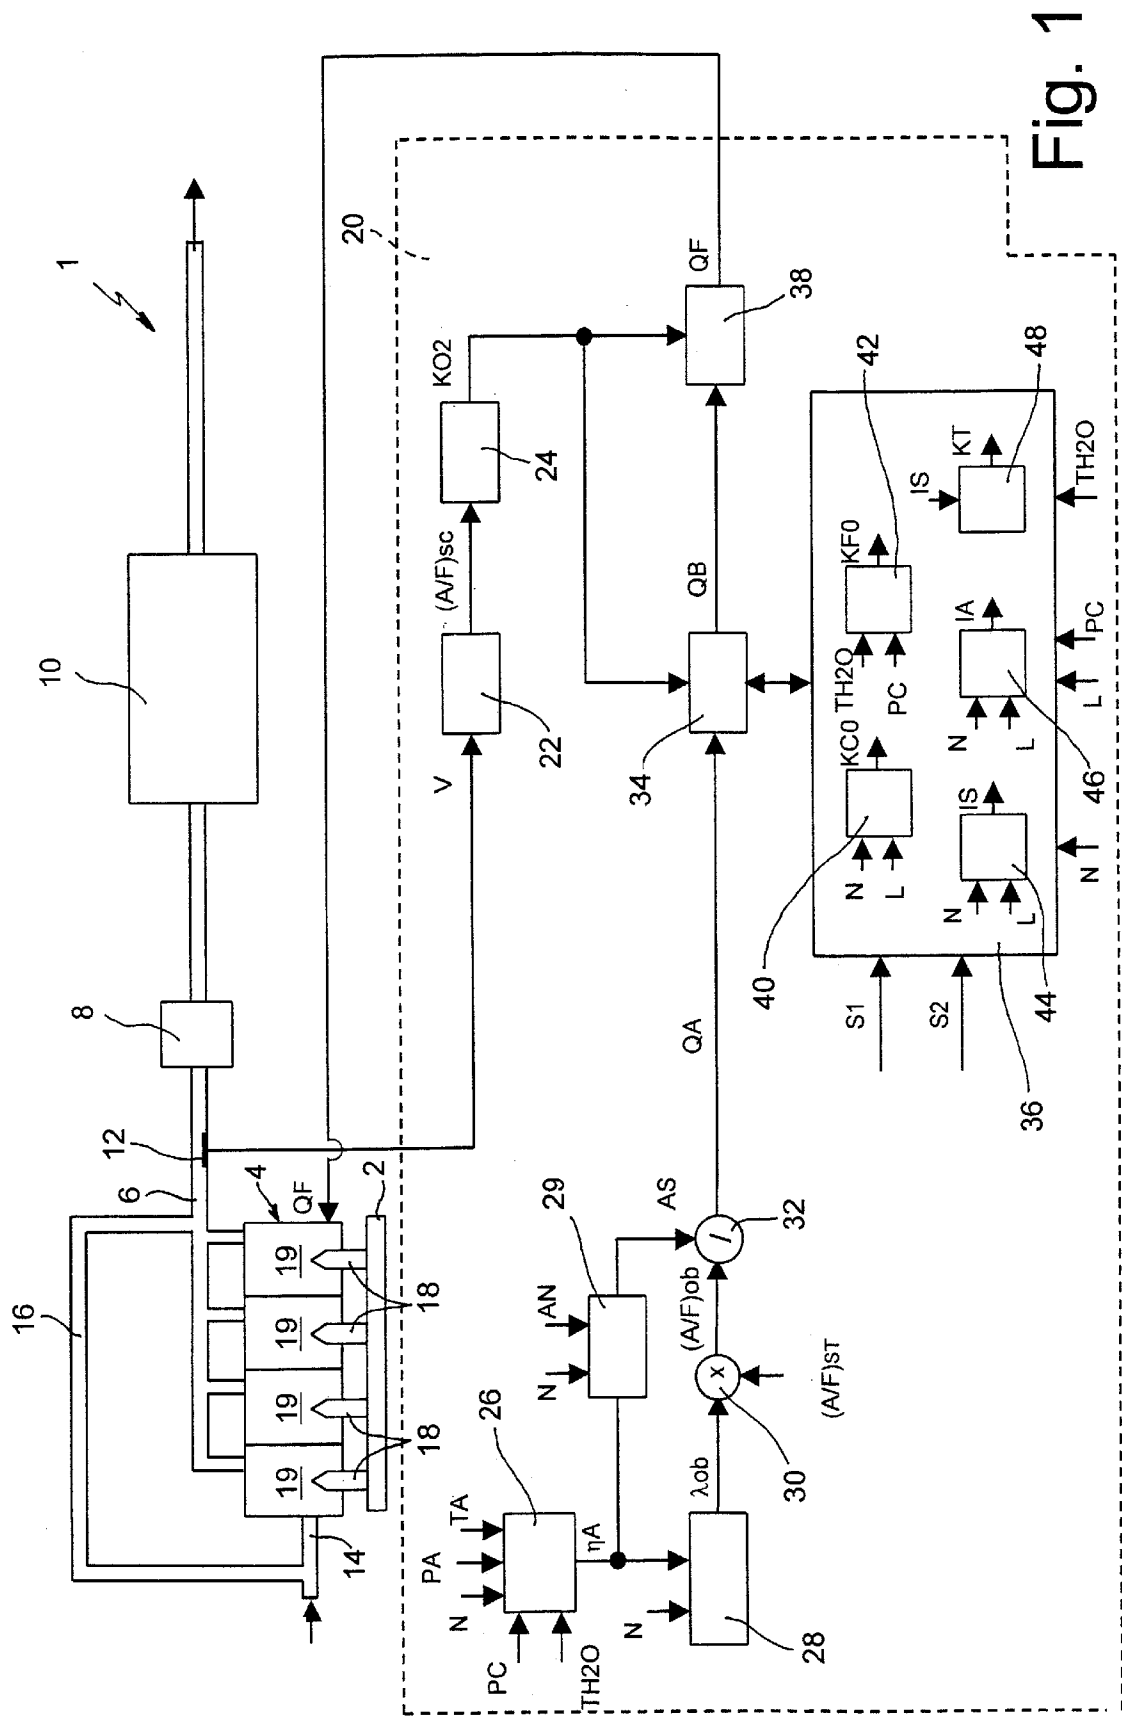 Fig. 1
1
10
8
12
6
4
QF
2
16
19
19
19
19
18
18
14
20
KO2
24
(A/F)sc
22
V
QF
38
QB
34
QA
AS
32
29
AN
N
(A/F)ob
x
/
30
(A/F)ST
λob
26
TA
PA
N
PC
TH2O
ηA
N
28
42
48
KT
IS
KF0
TH2O
PC
IA
N
L
46
KC0
N
L
40
IS
N
L
44
36
S1
S2
N
L
PC
TH2O